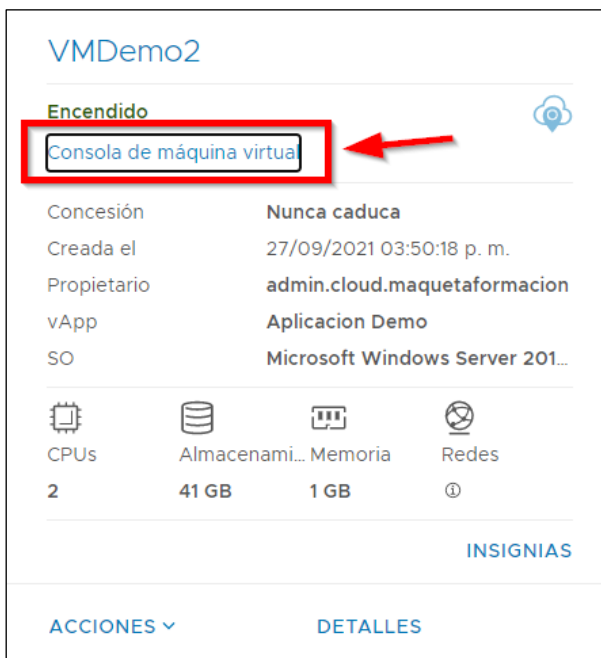 VMDemo2
Encendido
Consola de máquina virtual
Concesión Nunca caduca
Creada el 27/09/2021 03:50:18 p. m.
Propietario admin.cloud.maquetaformacion
vApp Aplicacion Demo
SO Microsoft Windows Server 201...
CPUs Almacenami... Memoria Redes
2 41 GB 1 GB
INSIGNIAS
ACCIONES DETALLES